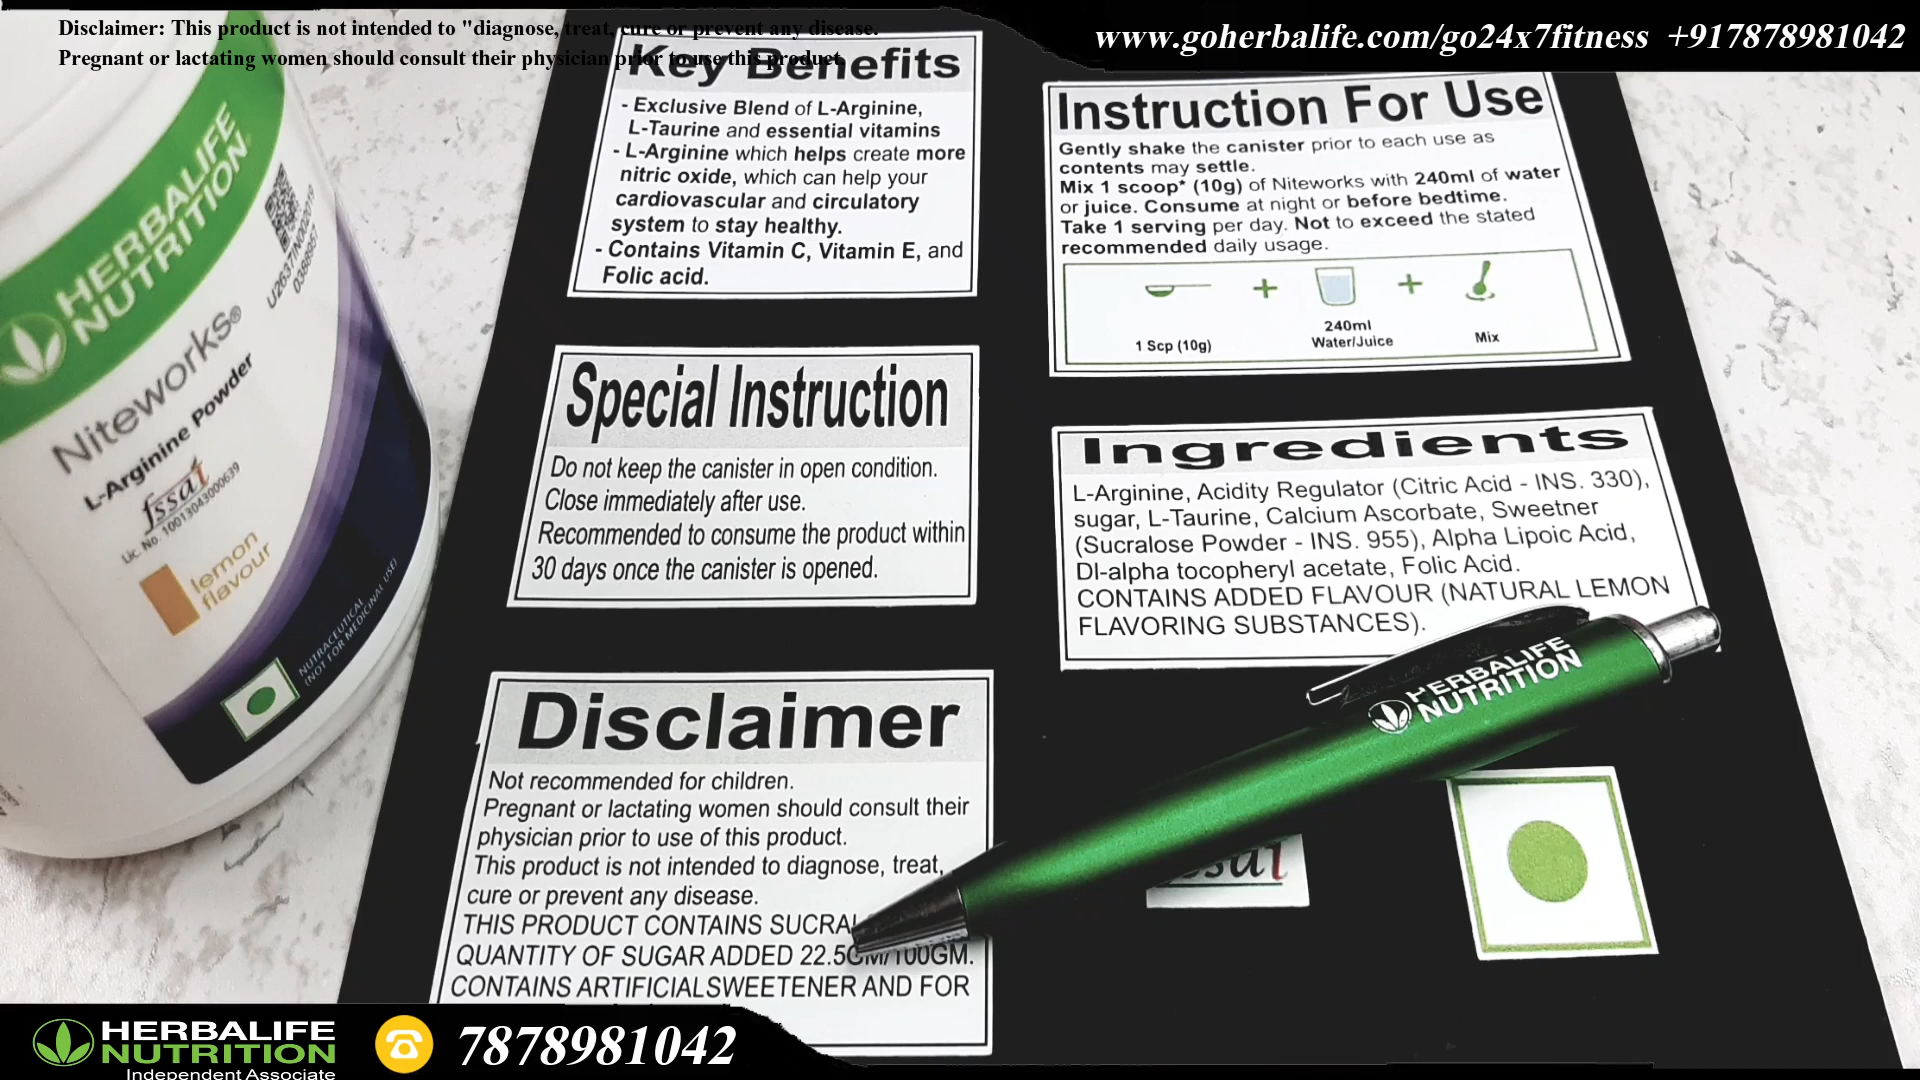 Disclaimer: This product is not intended to "diagnose, treat, cure or prevent any disease.
Pregnant or lactating women should consult their physician prior to use this product.
www.goherbalife.com/go24x7fitness +917878981042
HERBALIFE
NUTRITION
Niteworks®
L-Arginine Powder
fssai
Lic. No. 10013043000639
lemon
flavour
NUTRACEUTICAL
(NOT FOR MEDICINAL USE)
Key Benefits
- Exclusive Blend of L-Arginine,
L-Taurine and essential vitamins
- L-Arginine which helps create more
nitric oxide, which can help your
cardiovascular and circulatory
system to stay healthy.
- Contains Vitamin C, Vitamin E, and
Folic acid.
Special Instruction
Do not keep the canister in open condition.
Close immediately after use.
Recommended to consume the product within
30 days once the canister is opened.
Disclaimer
Not recommended for children.
Pregnant or lactating women should consult their
physician prior to use of this product.
This product is not intended to diagnose, treat,
cure or prevent any disease.
THIS PRODUCT CONTAINS
QUANTITY OF SUGAR ADDED 22.5GM/100GM.
CONTAINS ARTIFICIAL SWEETENER AND FOR
Instruction For Use
Gently shake the canister prior to each use as
contents may settle.
Mix 1 scoop* (10g) of Niteworks with 240ml of water
or juice. Consume at night or before bedtime.
Take 1 serving per day. Not to exceed the stated
recommended daily usage.
+ +
1 Scp (10g)
240ml
Water/Juice
Mix
Ingredients
L-Arginine, Acidity Regulator (Citric Acid - INS. 330),
sugar, L-Taurine, Calcium Ascorbate, Sweetner
(Sucralose Powder - INS. 955), Alpha Lipoic Acid,
Dl-alpha tocopheryl acetate, Folic Acid.
CONTAINS ADDED FLAVOUR (NATURAL LEMON
FLAVORING SUBSTANCES).
HERBALIFE
NUTRITION
HERBALIFE
NUTRITION
Independent Associate
7878981042